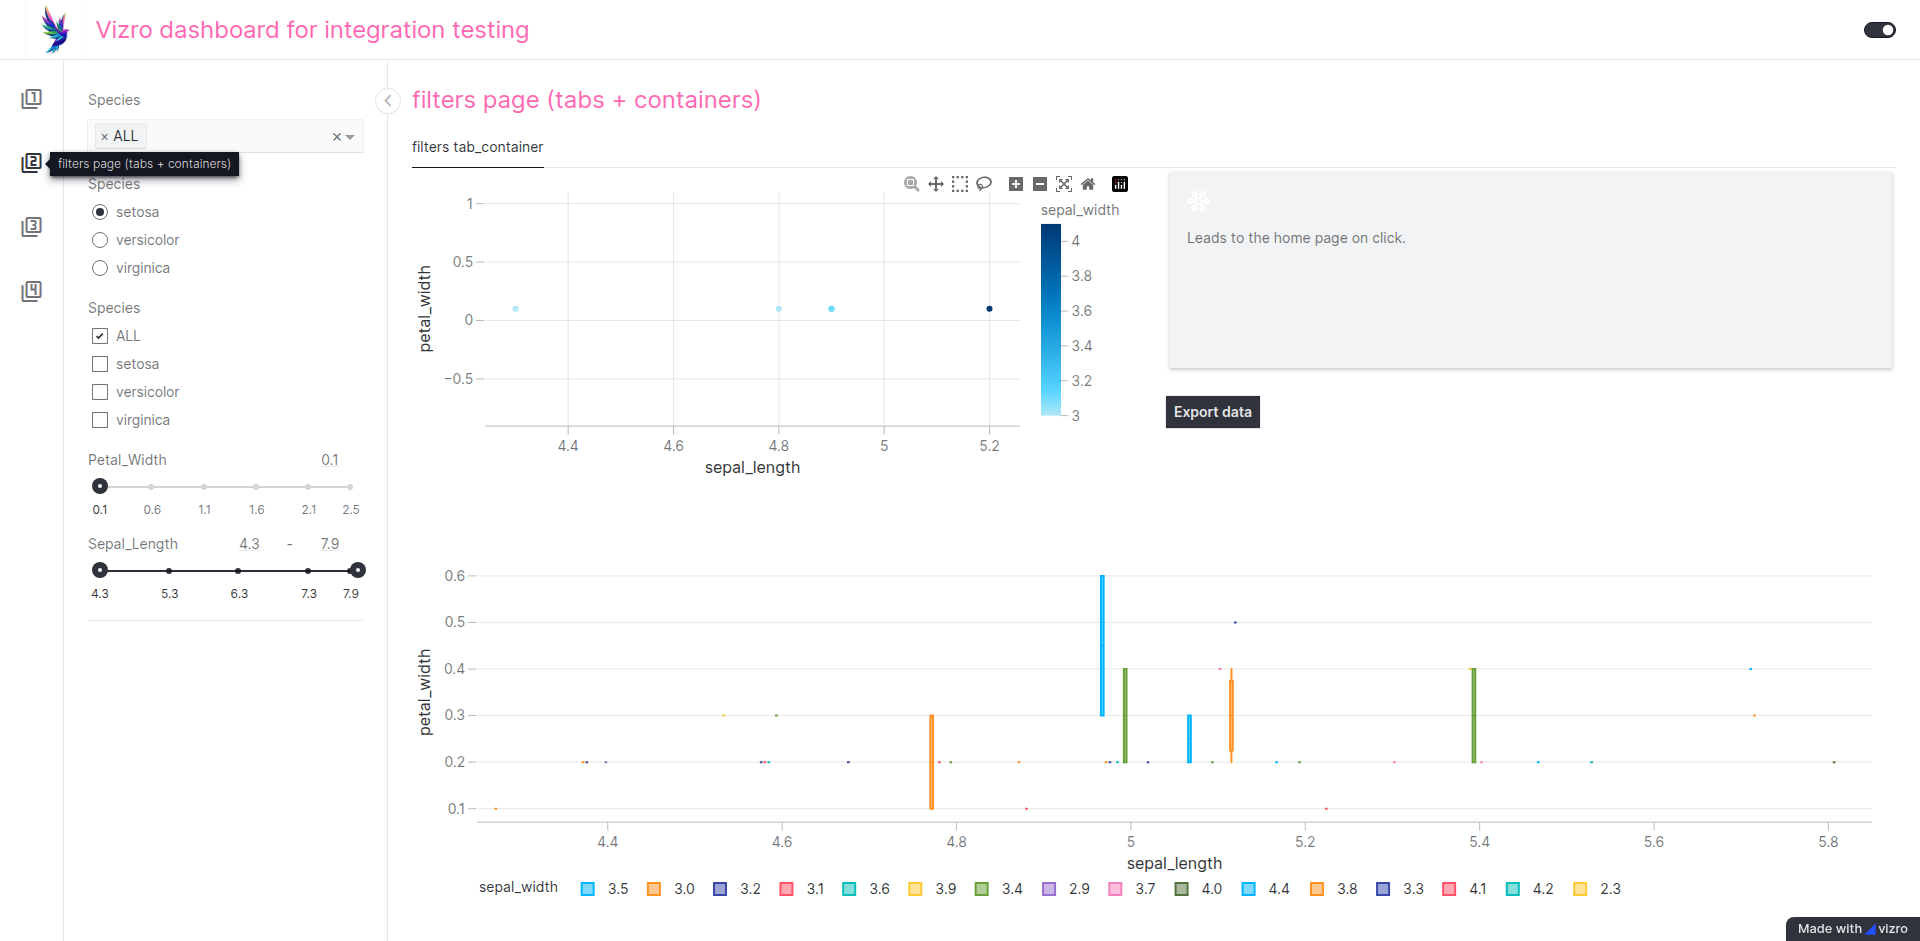 Vizro dashboard for integration testing
1
2
3
4
filters page (tabs + containers)
Species
× ALL
Species
setosa
versicolor
virginica
Species
ALL
setosa
versicolor
virginica
Petal_Width 0.1
0.1 0.6 1.1 1.6 2.1 2.5
Sepal_Length 4.3 - 7.9
4.3 5.3 6.3 7.3 7.9
filters page (tabs + containers)
filters tab_container
petal_width
1
0.5
0
−0.5
4.4 4.6 4.8 5 5.2
sepal_length
sepal_width
4
3.8
3.6
3.4
3.2
3
Leads to the home page on click.
Export data
petal_width
0.6
0.5
0.4
0.3
0.2
0.1
4.4 4.6 4.8 5 5.2 5.4 5.6 5.8
sepal_length
sepal_width 3.5 3.0 3.2 3.1 3.6 3.9 3.4 2.9 3.7 4.0 4.4 3.8 3.3 4.1 4.2 2.3
Made with vizro